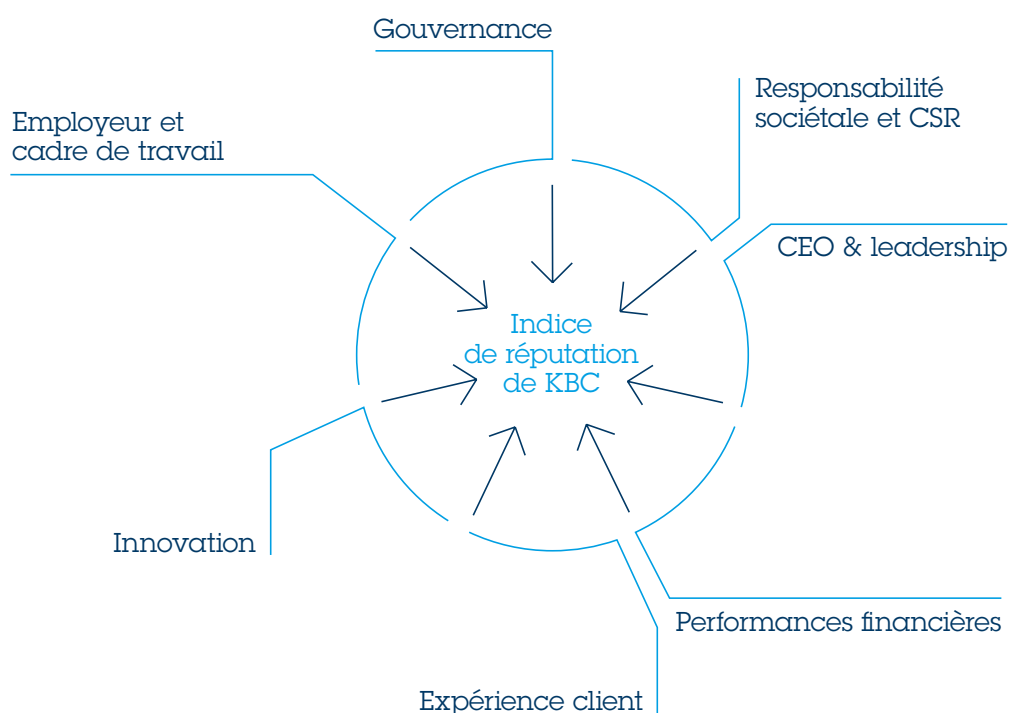 Gouvernance
Responsabilité
sociétale et CSR
Employeur et
cadre de travail
CEO & leadership
Indice
de réputation
de KBC
Innovation
Performances financières
Expérience client